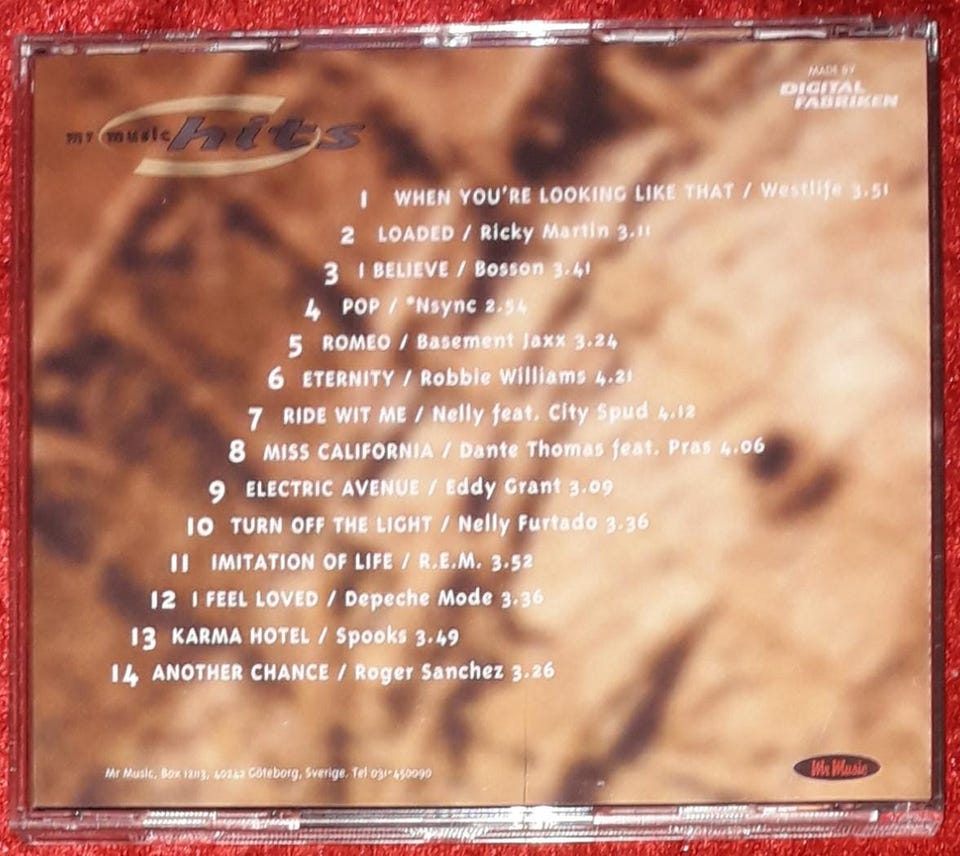 MADE BY
DIGITAL
FABRIKEN
mr music hits
1 WHEN YOU'RE LOOKING LIKE THAT / Westlife 3.51
2 LOADED / Ricky Martin 3.11
3 I BELIEVE / Bosson 3.41
4 POP / *Nsync 2.54
5 ROMEO / Basement Jaxx 3.24
6 ETERNITY / Robbie Williams 4.21
7 RIDE WIT ME / Nelly feat. City Spud 4.12
8 MISS CALIFORNIA / Dante Thomas feat. Pras 4.06
9 ELECTRIC AVENUE / Eddy Grant 3.09
10 TURN OFF THE LIGHT / Nelly Furtado 3.36
11 IMITATION OF LIFE / R.E.M. 3.52
12 I FEEL LOVED / Depeche Mode 3.36
13 KARMA HOTEL / Spooks 3.49
14 ANOTHER CHANCE / Roger Sanchez 3.26
Mr Music, Box 12113, 40242 Göteborg, Sverige. Tel 031-450090
Mr Music